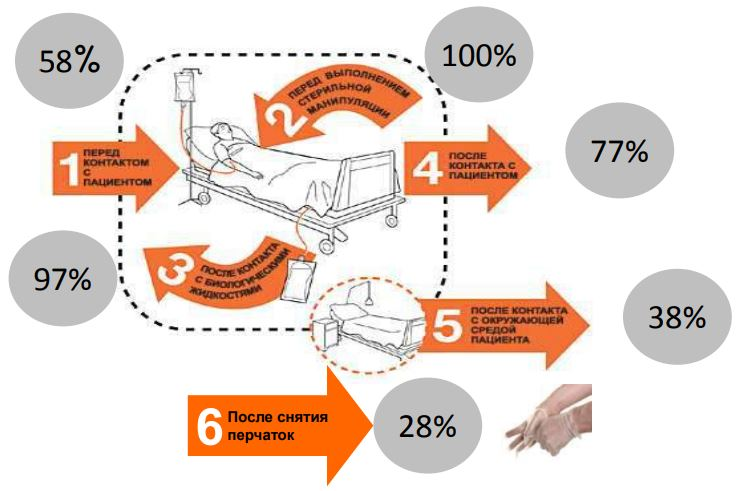 58%
100%
1
ПЕРЕД
КОНТАКТОМ
С
ПАЦИЕНТОМ
2
ПЕРЕД ВЫПОЛНЕНИЕМ
СТЕРИЛЬНОЙ
МАНИПУЛЯЦИИ
4
ПОСЛЕ
КОНТАКТА С
ПАЦИЕНТОМ
77%
97%
3
ПОСЛЕ КОНТАКТА
С БИОЛОГИЧЕСКИМИ
ЖИДКОСТЯМИ
5
ПОСЛЕ КОНТАКТА
С ОКРУЖАЮЩЕЙ
СРЕДОЙ
ПАЦИЕНТА
38%
6
После снятия
перчаток
28%